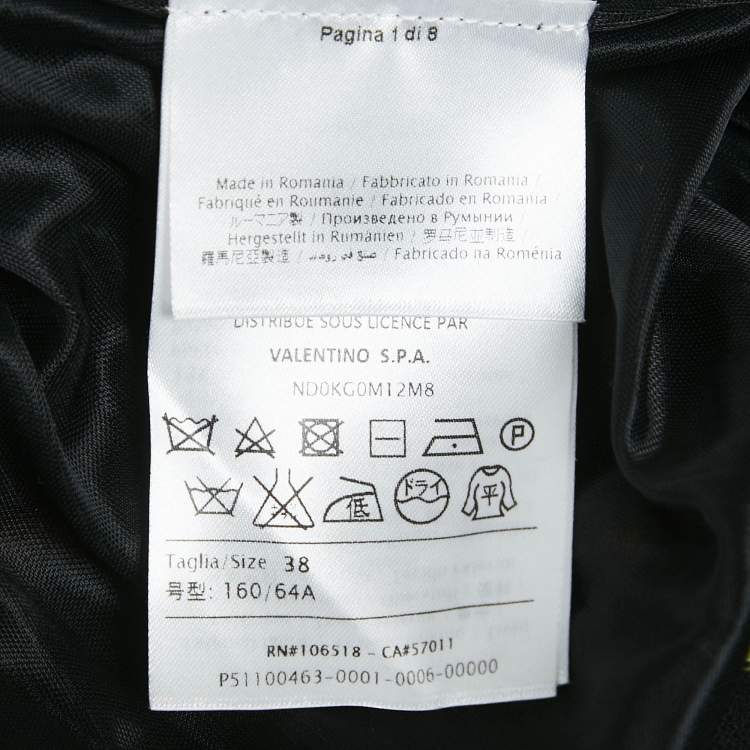 Pagina 1 di 8
Made in Romania / Fabbricato in Romania /
Fabriqué en Roumanie / Fabricado en Romania
ルーマニア製 / Произведено в Румынии /
Hergestellt in Rumänien / 罗马尼亚制造 /
羅馬尼亞製造 / صنع في رومانيا / Fabricado na Roménia
DISTRIBUÉ SOUS LICENCE PAR
VALENTINO S.P.A.
ND0KG0M12M8
P
低 ドライ 平
Taglia/Size 38
号型: 160/64A
RN#106518 - CA#57011
P51100463-0001-0006-00000